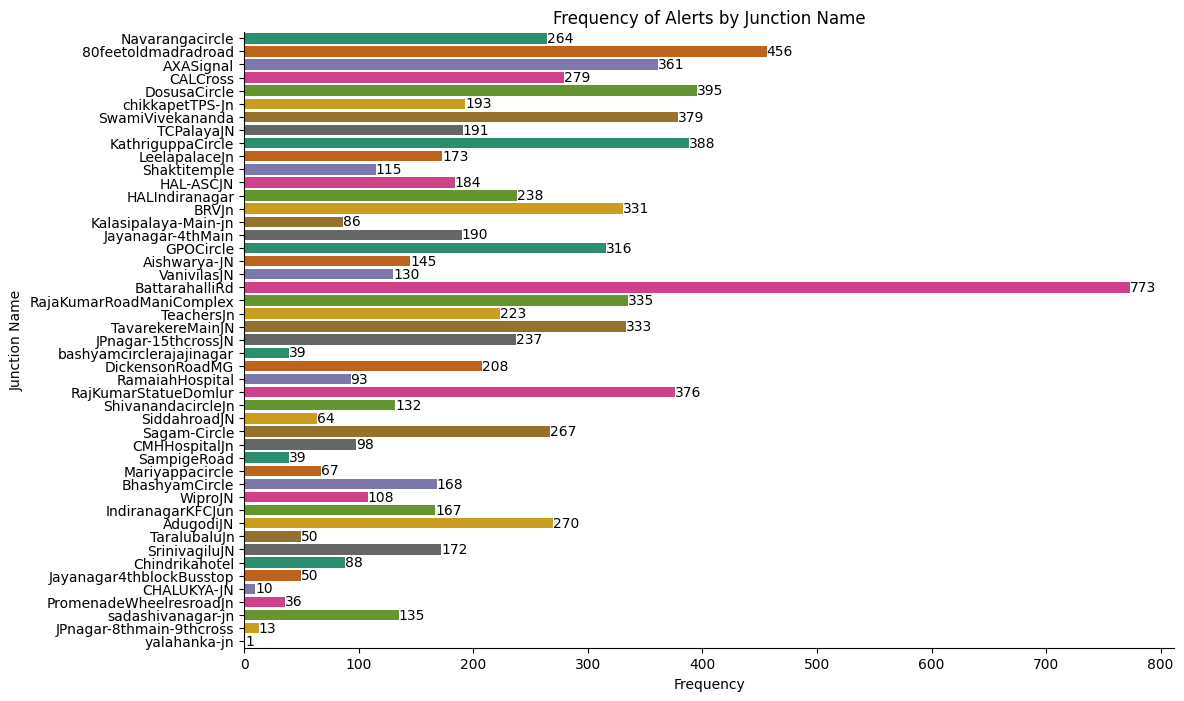 Frequency of Alerts by Junction Name
Navarangacircle 264
80feetoldmadradroad 456
AXASignal 361
CALCross 279
DosusaCircle 395
chikkapetTPS-Jn 193
SwamiVivekananda 379
TCPalayaJN 191
KathriguppaCircle 388
LeelapalaceJn 173
Shaktitemple 115
HAL-ASCJN 184
HALIndiranagar 238
BRVJn 331
Kalasipalaya-Main-jn 86
Jayanagar-4thMain 190
GPOCircle 316
Aishwarya-JN 145
VanivilasJN 130
BattarahalliRd 773
RajaKumarRoadManiComplex 335
TeachersJn 223
TavarekereMainJN 333
JPnagar-15thcrossJN 237
bashyamcirclerajajinagar 39
DickensonRoadMG 208
RamaiahHospital 93
RajKumarStatueDomlur 376
ShivanandacircleJn 132
SiddahroadJN 64
Sagam-Circle 267
CMHHospitalJn 98
SampigeRoad 39
Mariyappacircle 67
BhashyamCircle 168
WiproJN 108
IndiranagarKFCJun 167
AdugodiJN 270
TaralubaluJn 50
SrinivagiluJN 172
Chindrikahotel 88
Jayanagar4thblockBusstop 50
CHALUKYA-JN 10
PromenadeWheelresroadJn 36
sadashivanagar-jn 135
JPnagar-8thmain-9thcross 13
yalahanka-jn 1
0 100 200 300 400 500 600 700 800
Frequency
Junction Name